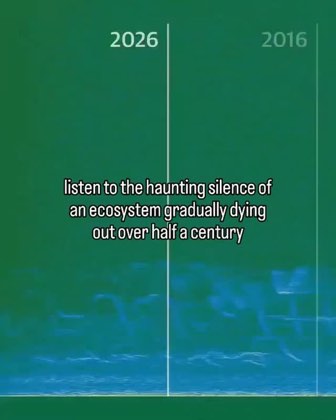 2026
2016
listen to the haunting silence of
an ecosystem gradually dying
out over half a century